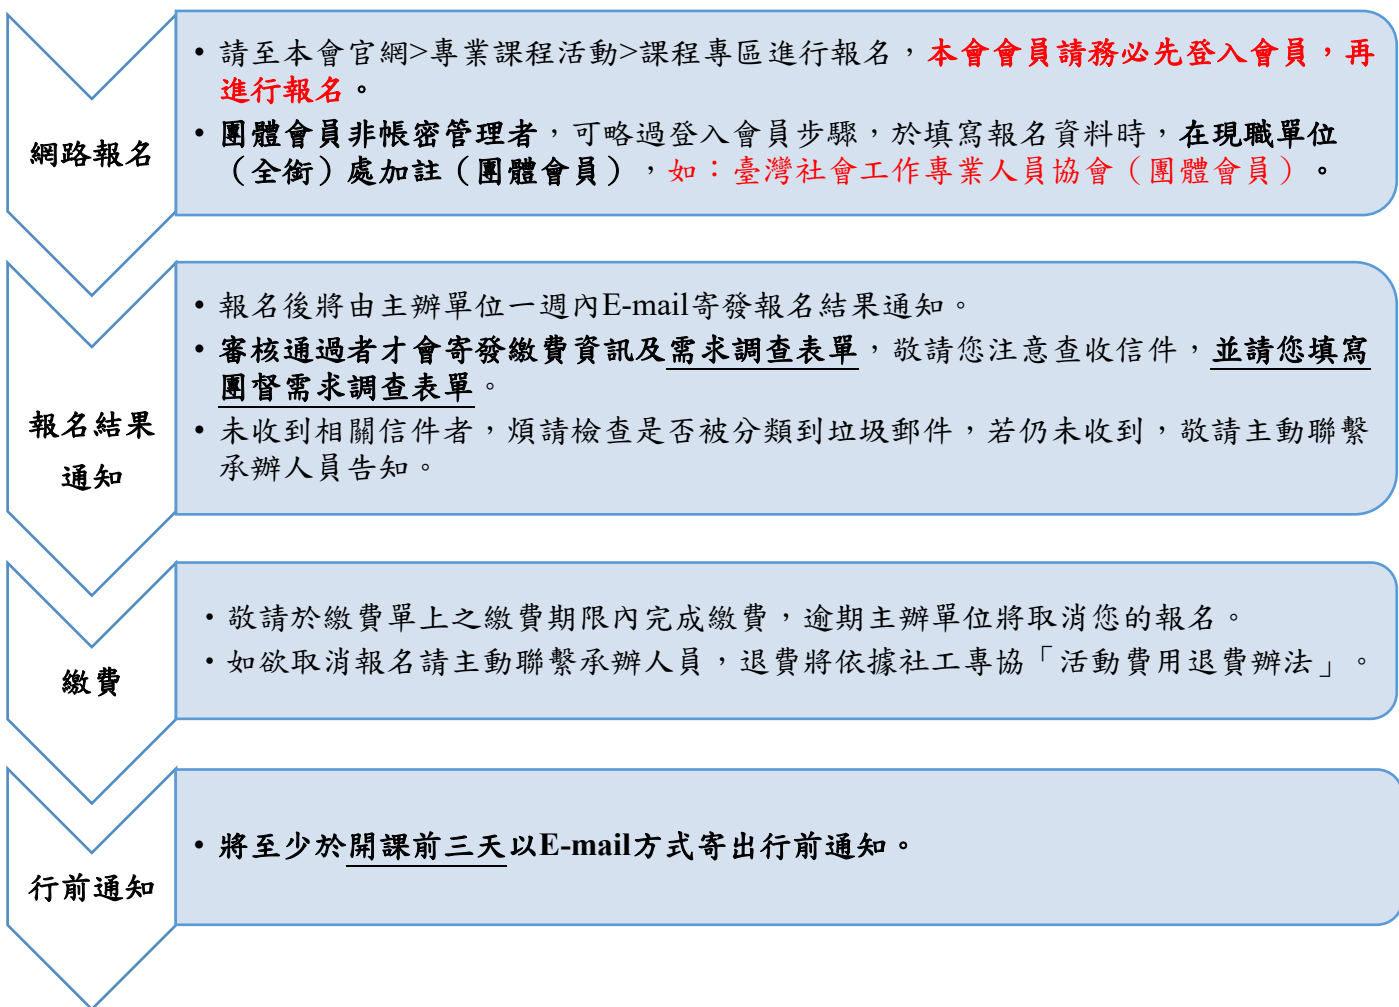 網路報名
• 請至本會官網>專業課程活動>課程專區進行報名，本會會員請務必先登入會員，再
進行報名。
• 團體會員非帳密管理者，可略過登入會員步驟，於填寫報名資料時，在現職單位
（全銜）處加註（團體會員），如：臺灣社會工作專業人員協會（團體會員）。
報名結果
通知
• 報名後將由主辦單位一週內E-mail寄發報名結果通知。
• 審核通過者才會寄發繳費資訊及需求調查表單，敬請您注意查收信件，並請您填寫
團督需求調查表單。
• 未收到相關信件者，煩請檢查是否被分類到垃圾郵件，若仍未收到，敬請主動聯繫
承辦人員告知。
繳費
• 敬請於繳費單上之繳費期限內完成繳費，逾期主辦單位將取消您的報名。
• 如欲取消報名請主動聯繫承辦人員，退費將依據社工專協「活動費用退費辦法」。
行前通知
• 將至少於開課前三天以E-mail方式寄出行前通知。